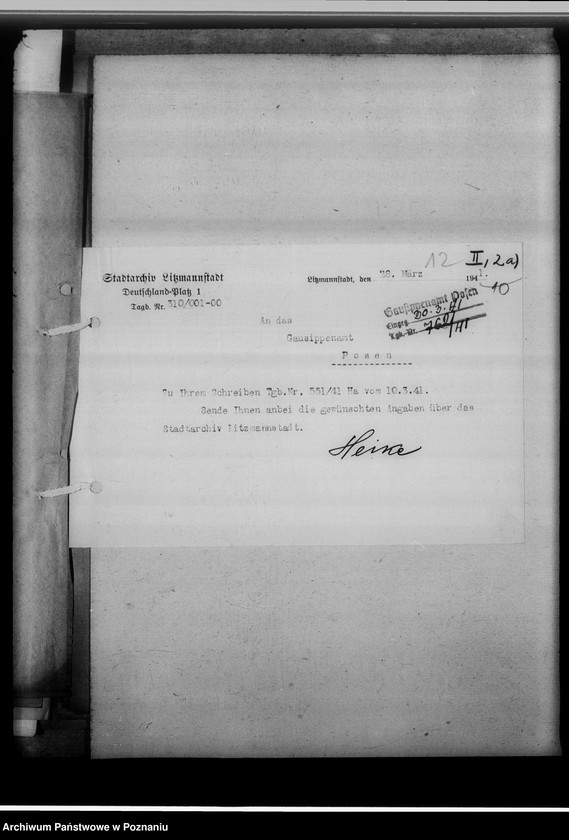 12 II, 2a)
Stadtarchiv Litzmannstadt
Deutschland-Platz 1
Tagb. Nr. 310/001-00
Litzmannstadt, den 28. März 1941.
10
Gausippenamt Posen
Eingeg. 30.3.41
Tgb.-Nr. /41
An das
Gausippenamt
Posen
Zu Ihrem Schreiben Tgb.Nr. 551/41 Ha vom 10.3.41.
Sende Ihnen anbei die gewünschten Angaben über das
Stadtarchiv Litzmannstadt.
Heike
Archiwum Państwowe w Poznaniu